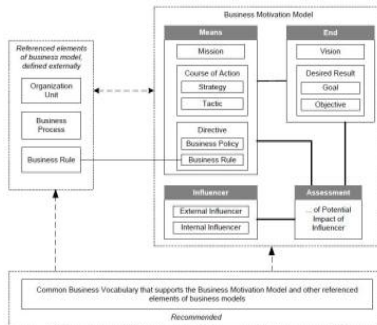 Business Motivation Model
Referenced elements
of business model,
defined externally
Organization
Unit
Business
Process
Business Rule
Means
Mission
Course of Action
Strategy
Tactic
Directive
Business Policy
Business Rule
End
Vision
Desired Result
Goal
Objective
Influencer
External Influencer
Internal Influencer
Assessment
... of Potential
Impact of
Influencer
Common Business Vocabulary that supports the Business Motivation Model and other referenced
elements of business models
Recommended